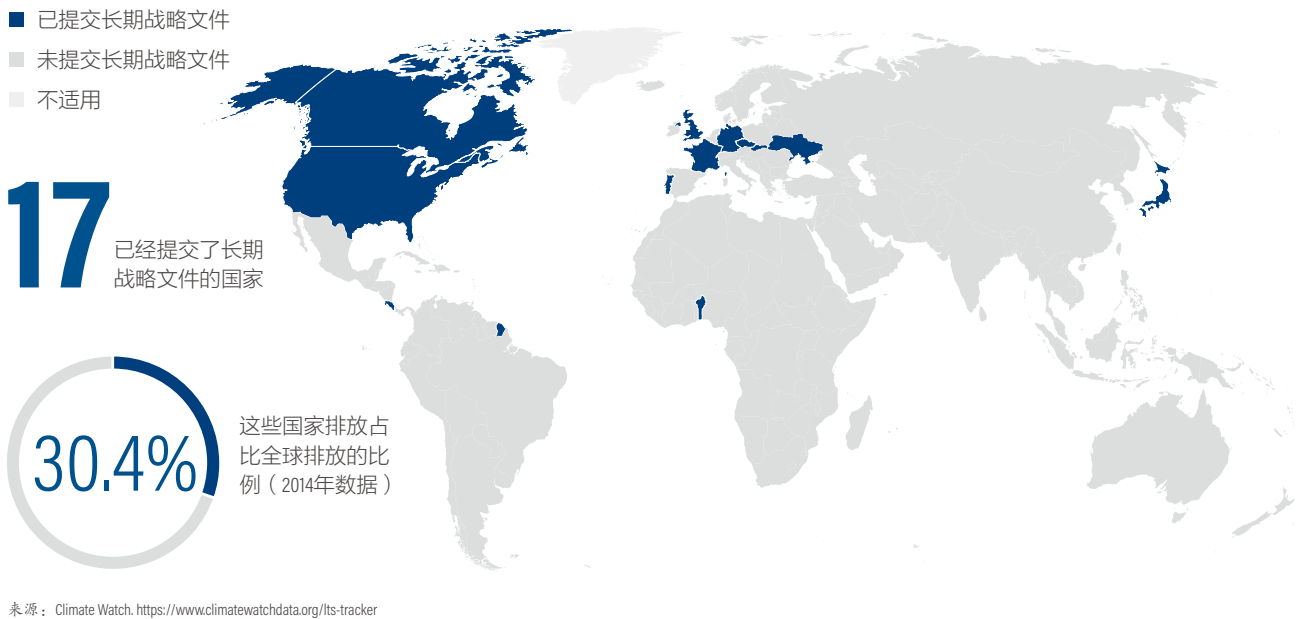 已提交长期战略文件
未提交长期战略文件
不适用
17
已经提交了长期
战略文件的国家
30.4%
这些国家排放占
比全球排放的比
例（2014年数据）
来源：Climate Watch. https://www.climatewatchdata.org/lts-tracker